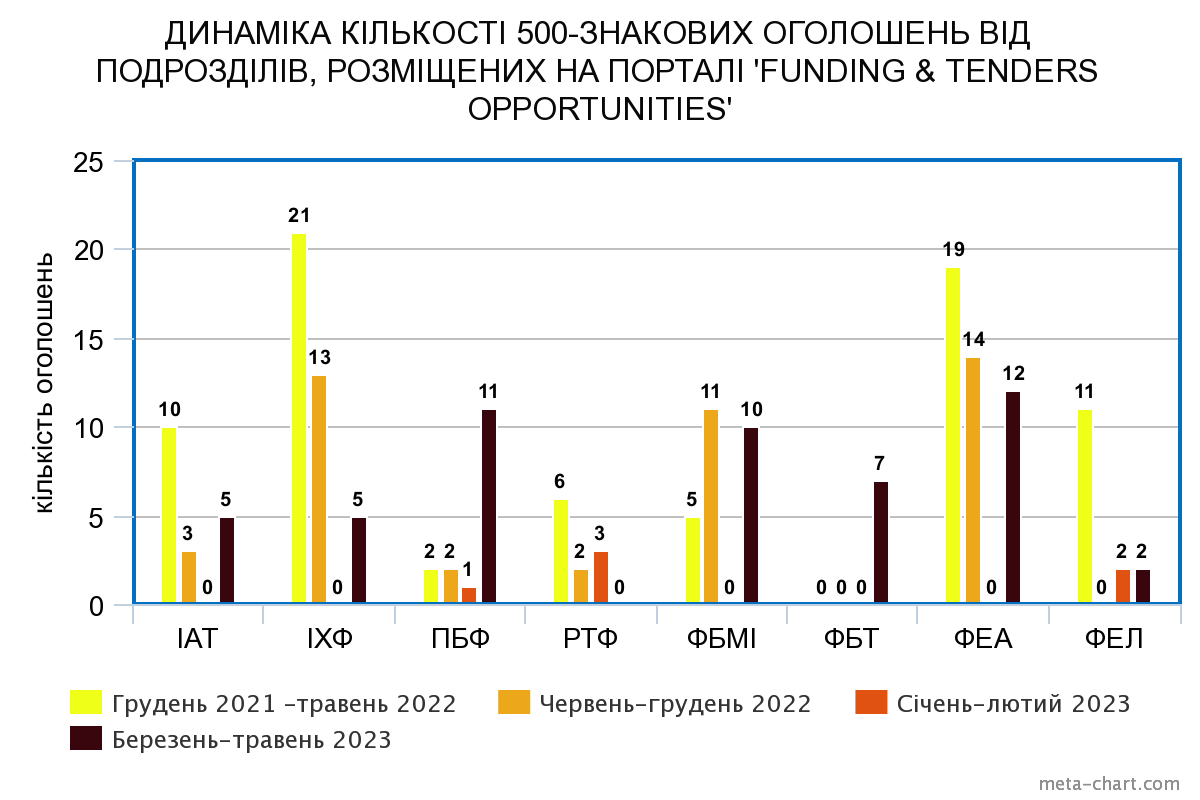 ДИНАМІКА КІЛЬКОСТІ 500-ЗНАКОВИХ ОГОЛОШЕНЬ ВІД
ПОДРОЗДІЛІВ, РОЗМІЩЕНИХ НА ПОРТАЛІ 'FUNDING & TENDERS
OPPORTUNITIES'
кількість оголошень
25
20
15
10
5
0
10 3 0 5
21 13 0 5
2 2 1 11
6 2 3 0
5 11 0 10
0 0 0 7
19 14 0 12
11 0 2 2
ІАТ ІХФ ПБФ РТФ ФБМІ ФБТ ФЕА ФЕЛ
Грудень 2021 –травень 2022 Червень–грудень 2022 Січень–лютий 2023
Березень–травень 2023
meta-chart.com